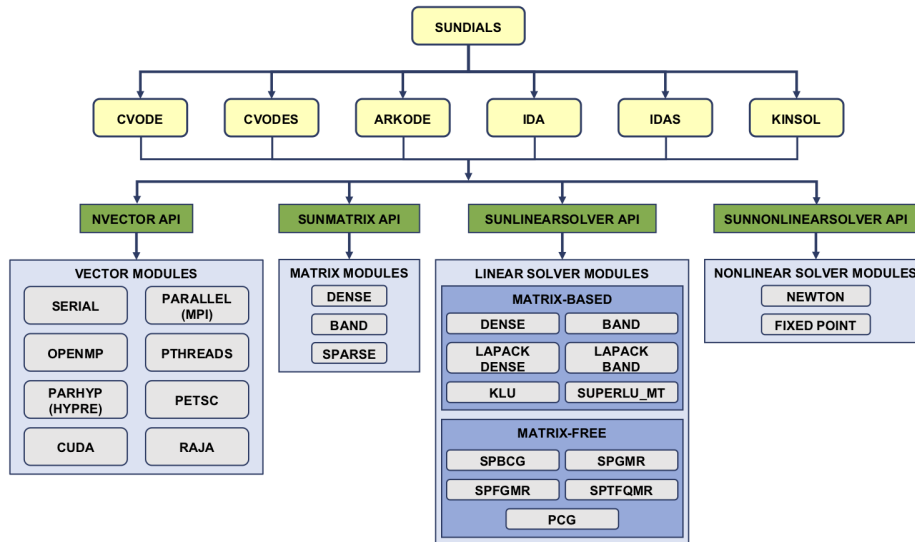 SUNDIALS
CVODE
CVODES
ARKODE
IDA
IDAS
KINSOL
NVECTOR API
SUNMATRIX API
SUNLINEARSOLVER API
SUNNONLINEARSOLVER API
VECTOR MODULES
SERIAL
PARALLEL
(MPI)
OPENMP
PTHREADS
PARHYP
(HYPRE)
PETSC
CUDA
RAJA
MATRIX MODULES
DENSE
BAND
SPARSE
LINEAR SOLVER MODULES
MATRIX-BASED
DENSE
BAND
LAPACK
DENSE
LAPACK
BAND
KLU
SUPERLU_MT
MATRIX-FREE
SPBCG
SPGMR
SPFGMR
SPTFQMR
PCG
NONLINEAR SOLVER MODULES
NEWTON
FIXED POINT